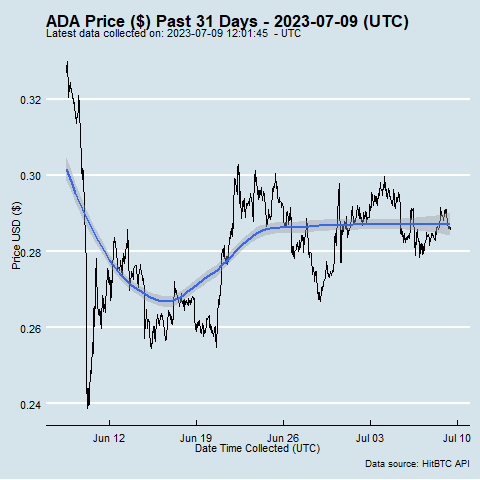 ADA Price ($) Past 31 Days - 2023-07-09 (UTC)
Latest data collected on: 2023-07-09 12:01:45 - UTC
Price USD ($)
0.32
0.30
0.28
0.26
0.24
Jun 12 Jun 19 Jun 26 Jul 03 Jul 10
Date Time Collected (UTC)
Data source: HitBTC API